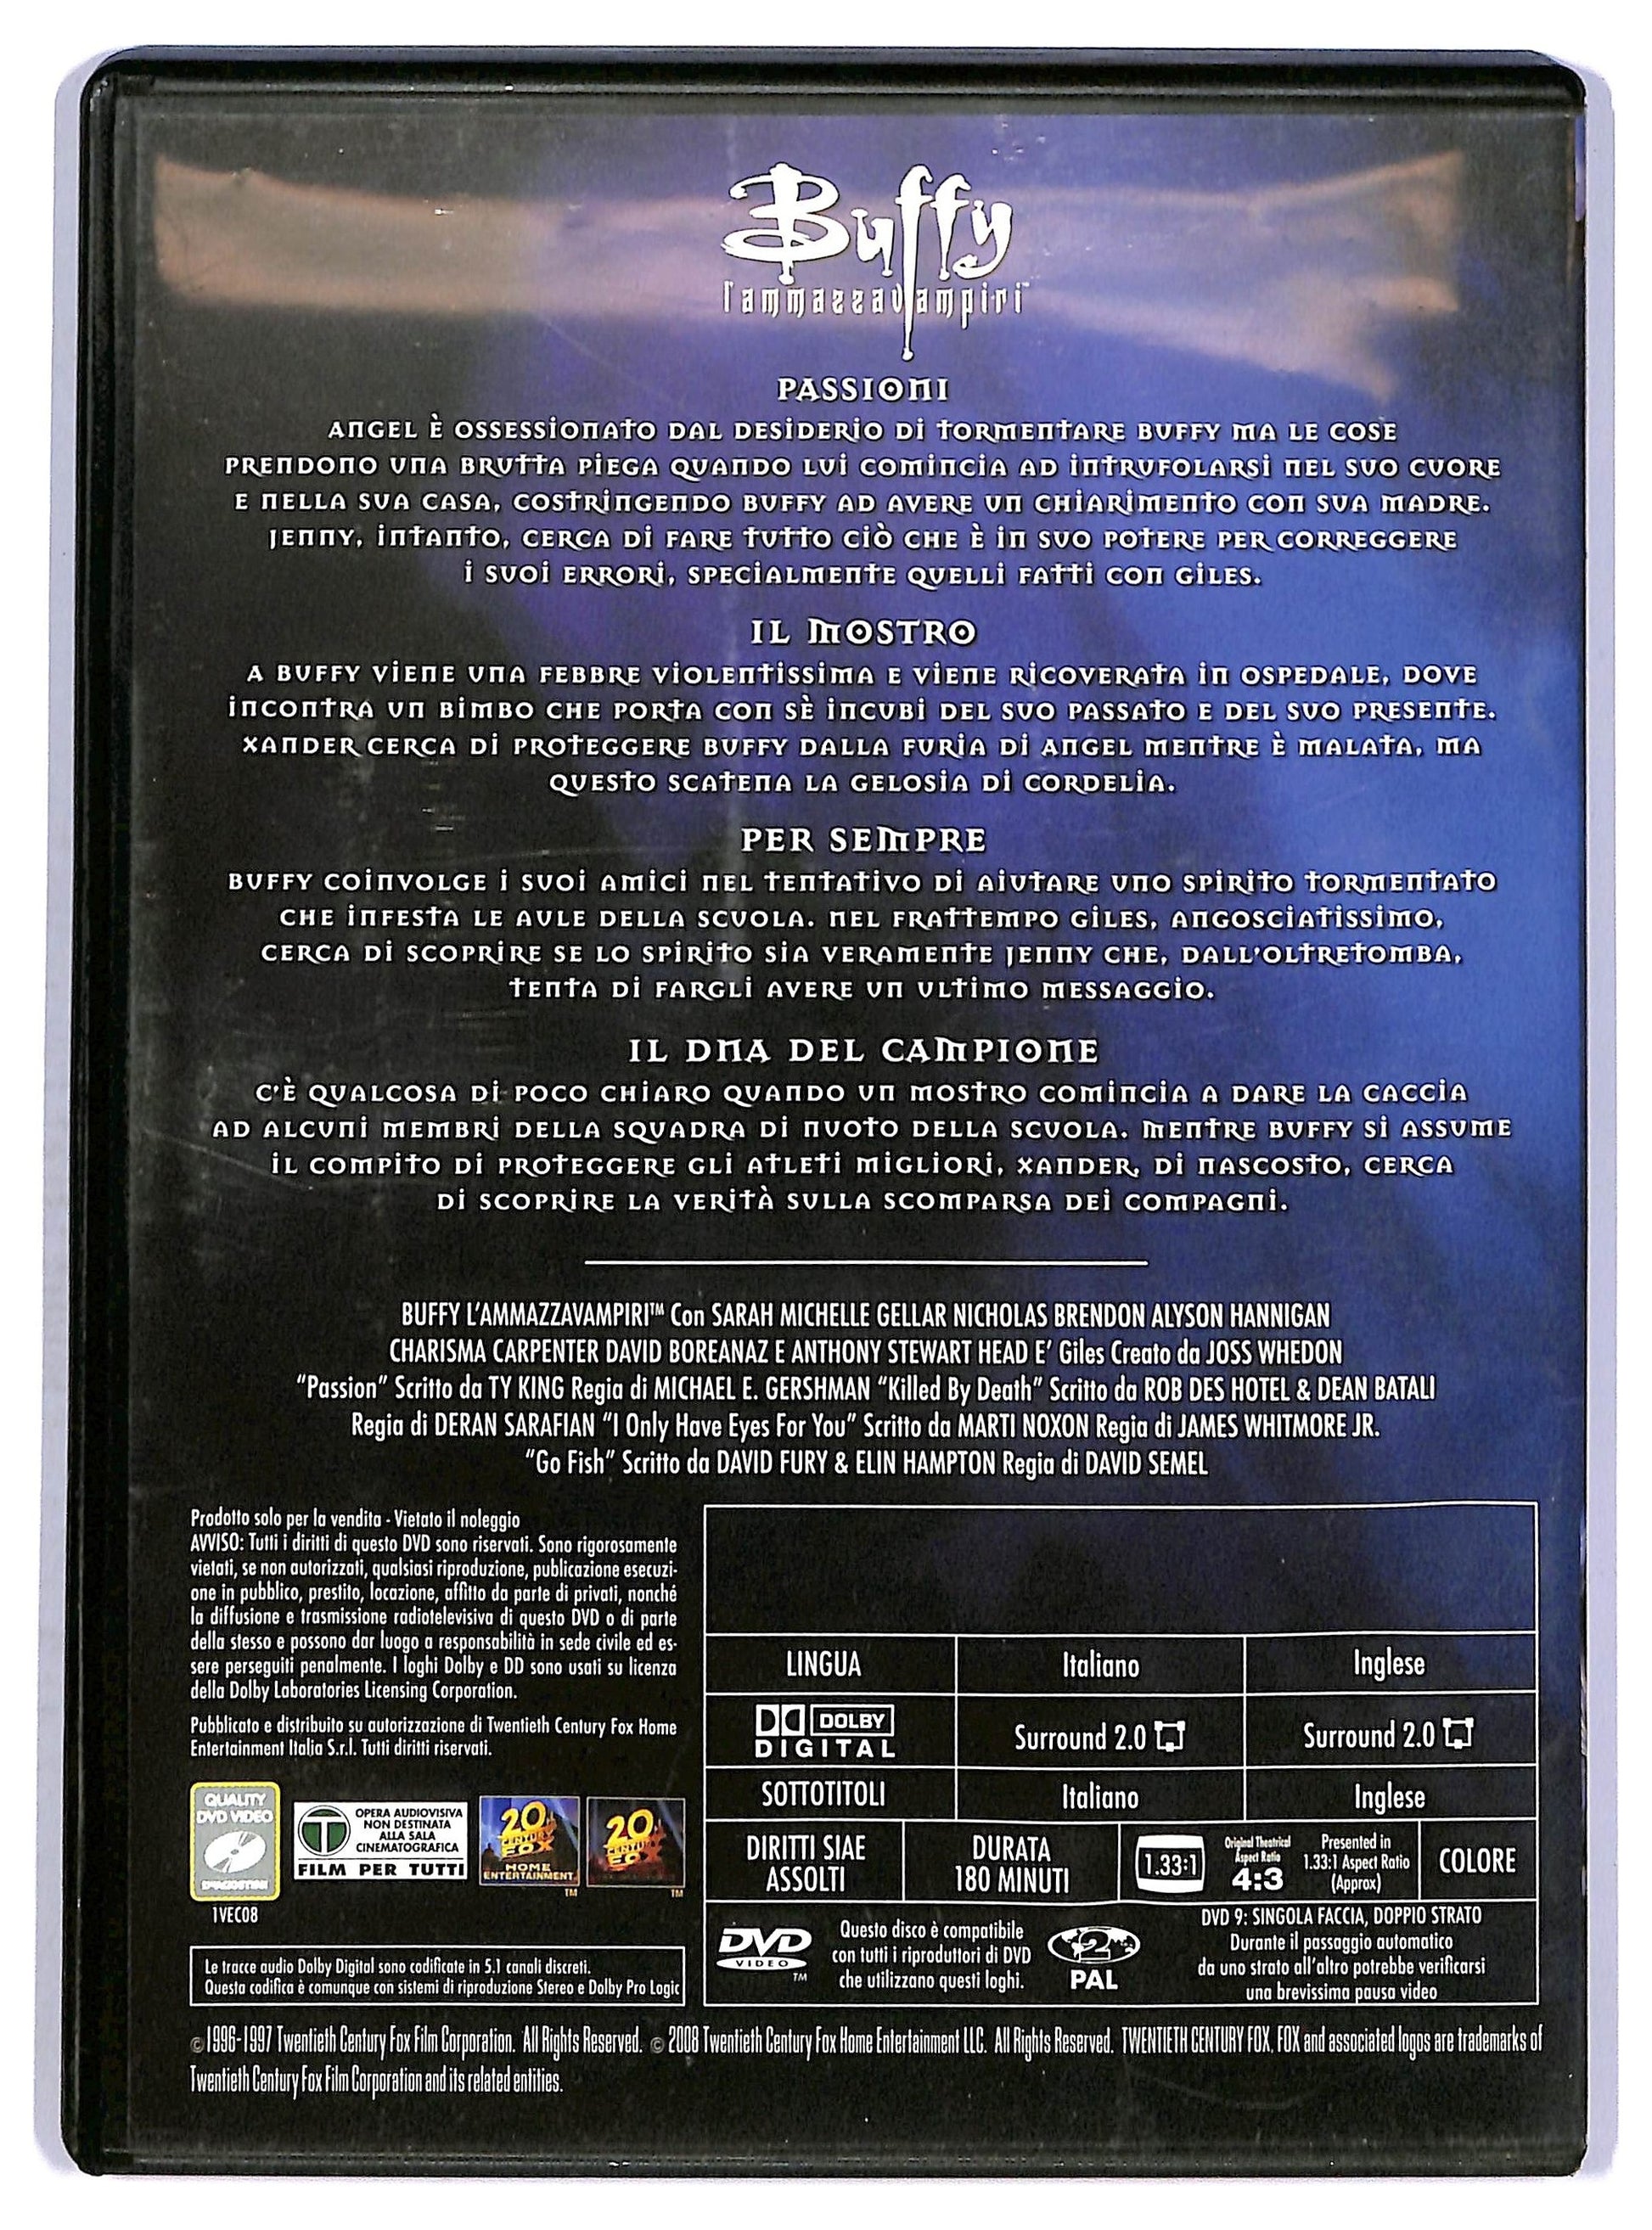 Buffy
l'ammazzavampiri™
PASSIONI
ANGEL È OSSESSIONATO DAL DESIDERIO DI TORMENTARE BUFFY MA LE COSE
PRENDONO UNA BRUTTA PIEGA QUANDO LUI COMINCIA AD INTRUFOLARSI NEL SUO CUORE
E NELLA SUA CASA, COSTRINGENDO BUFFY AD AVERE UN CHIARIMENTO CON SUA MADRE.
JENNY, INTANTO, CERCA DI FARE TUTTO CIÒ CHE È IN SUO POTERE PER CORREGGERE
I SUOI ERRORI, SPECIALMENTE QUELLI FATTI CON GILES.
IL MOSTRO
A BUFFY VIENE UNA FEBBRE VIOLENTISSIMA E VIENE RICOVERATA IN OSPEDALE, DOVE
INCONTRA UN BIMBO CHE PORTA CON SÈ INCUBI DEL SUO PASSATO E DEL SUO PRESENTE.
XANDER CERCA DI PROTEGGERE BUFFY DALLA FURIA DI ANGEL MENTRE È MALATA, MA
QUESTO SCATENA LA GELOSIA DI CORDELIA.
PER SEMPRE
BUFFY COINVOLGE I SUOI AMICI NEL TENTATIVO DI AIUTARE UNO SPIRITO TORMENTATO
CHE INFESTA LE AULE DELLA SCUOLA. NEL FRATTEMPO GILES, ANGOSCIATISSIMO,
CERCA DI SCOPRIRE SE LO SPIRITO SIA VERAMENTE JENNY CHE, DALL'OLTRETOMBA,
TENTA DI FARGLI AVERE UN ULTIMO MESSAGGIO.
IL DNA DEL CAMPIONE
C'È QUALCOSA DI POCO CHIARO QUANDO UN MOSTRO COMINCIA A DARE LA CACCIA
AD ALCUNI MEMBRI DELLA SQUADRA DI NUOTO DELLA SCUOLA. MENTRE BUFFY SI ASSUME
IL COMPITO DI PROTEGGERE GLI ATLETI MIGLIORI, XANDER, DI NASCOSTO, CERCA
DI SCOPRIRE LA VERITÀ SULLA SCOMPARSA DEI COMPAGNI.
BUFFY L'AMMAZZAVAMPIRI™ Con SARAH MICHELLE GELLAR NICHOLAS BRENDON ALYSON HANNIGAN
CHARISMA CARPENTER DAVID BOREANAZ E ANTHONY STEWART HEAD E' Giles Creato da JOSS WHEDON
"Passion" Scritto da TY KING Regia di MICHAEL E. GERSHMAN "Killed By Death" Scritto da ROB DES HOTEL & DEAN BATALI
Regia di DERAN SARAFIAN "I Only Have Eyes For You" Scritto da MARTI NOXON Regia di JAMES WHITMORE JR.
"Go Fish" Scritto da DAVID FURY & ELIN HAMPTON Regia di DAVID SEMEL
Prodotto solo per la vendita - Vietato il noleggio
AVVISO: Tutti i diritti di questo DVD sono riservati. Sono rigorosamente
vietati, se non autorizzati, qualsiasi riproduzione, publicazione esecuzi-
one in pubblico, prestito, locazione, affitto da parte di privati, nonché
la diffusione e trasmissione radiotelevisiva di questo DVD o di parte
della stesso e possono dar luogo a responsabilità in sede civile ed es-
sere perseguiti penalmente. I loghi Dolby e DD sono usati su licenza
della Dolby Laboratories Licensing Corporation.
Pubblicato e distribuito su autorizzazione di Twentieth Century Fox Home
Entertainment Italia S.r.l. Tutti diritti riservati.
QUALITY
DVD VIDEO
DeAGOSTINI
1VEC08
T
OPERA AUDIOVISIVA
NON DESTINATA
ALLA SALA
CINEMATOGRAFICA
FILM PER TUTTI
20
CENTURY
FOX
HOME
ENTERTAINMENT
TM
20
CENTURY
FOX
TM
Le tracce audio Dolby Digital sono codificate in 5.1 canali discreti.
Questa codifica è comunque con sistemi di riproduzione Stereo e Dolby Pro Logic
LINGUA Italiano Inglese
DOLBY
DIGITAL Surround 2.0 Surround 2.0
SOTTOTITOLI Italiano Inglese
DIRITTI SIAE
ASSOLTI
DURATA
180 MINUTI
1.33:1
Original Theatrical
Aspect Ratio
4:3
Presented in
1.33:1 Aspect Ratio
(Approx)
COLORE
DVD
VIDEO
TM
Questo disco è compatibile
con tutti i riproduttori di DVD
che utilizzano questi loghi.
2
PAL
DVD 9: SINGOLA FACCIA, DOPPIO STRATO
Durante il passaggio automatico
da uno strato all'altro potrebbe verificarsi
una brevissima pausa video
©1996-1997 Twentieth Century Fox Film Corporation. All Rights Reserved. © 2008 Twentieth Century Fox Home Entertainment LLC. All Rights Reserved. TWENTIETH CENTURY FOX, FOX and associated logos are trademarks of
Twentieth Century Fox Film Corporation and its related entities.